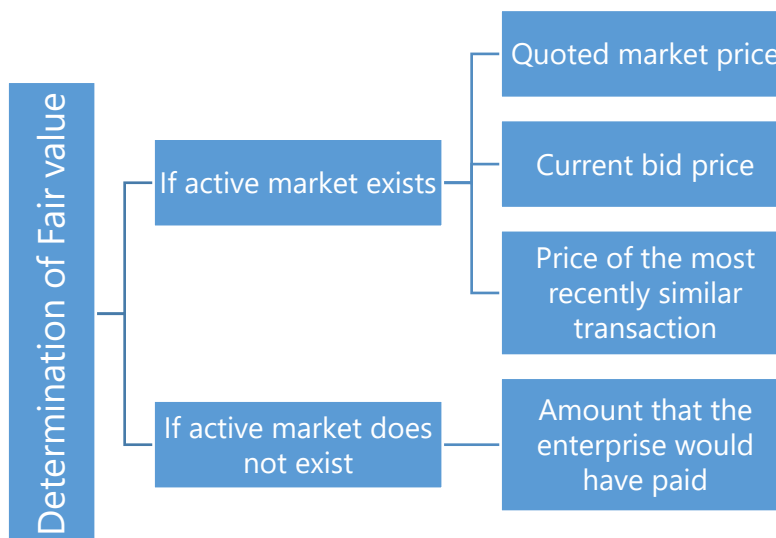 Determination of Fair value
If active market exists
Quoted market price
Current bid price
Price of the most
recently similar
transaction
If active market does
not exist
Amount that the
enterprise would
have paid